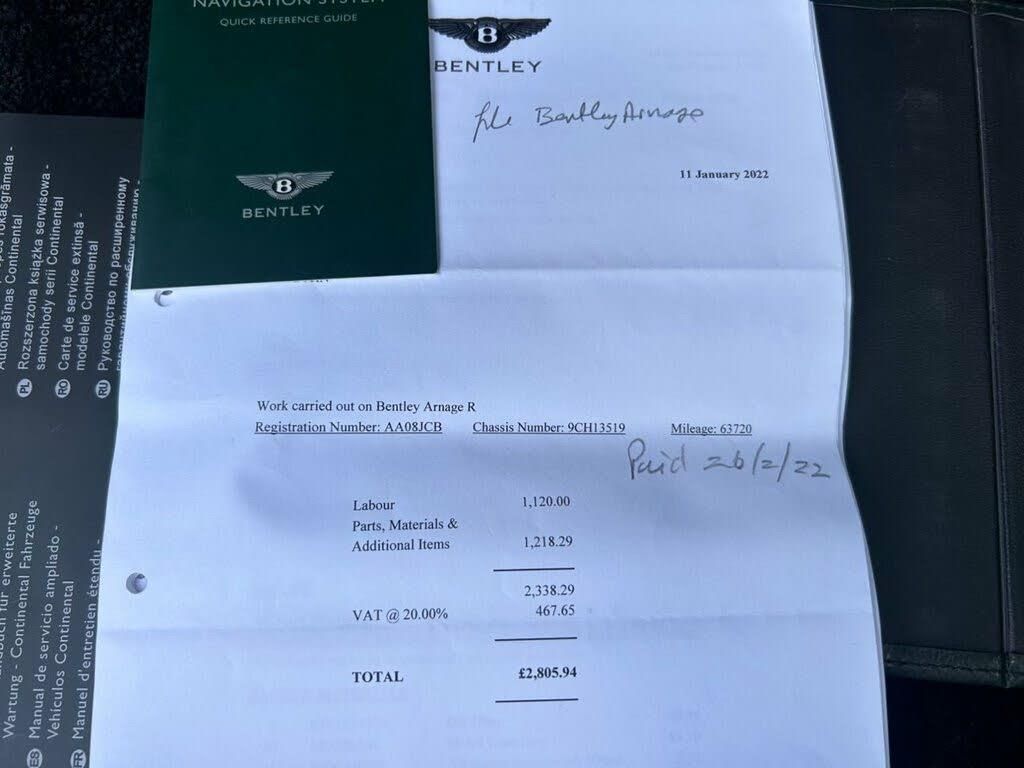 NAVIGATION SYSTEM
QUICK REFERENCE GUIDE
B
BENTLEY
B
BENTLEY
file Bentley Arnage
11 January 2022
Work carried out on Bentley Arnage R
Registration Number: AA08JCB Chassis Number: 9CH13519 Mileage: 63720
Paid 26/2/22
Labour 1,120.00
Parts, Materials &
Additional Items 1,218.29
2,338.29
VAT @ 20.00% 467.65
TOTAL £2,805.94
Automašīnas Continental
PL Rozszerzona książka serwisowa -
samochody serii Continental
RO Carte de service extinsă -
modelele Continental
RU Руководство по расширенному
für erweiterte
Wartung - Continental Fahrzeuge
ES Manual de servicio ampliado -
Vehículos Continental
FR Manuel d'entretien étendu -